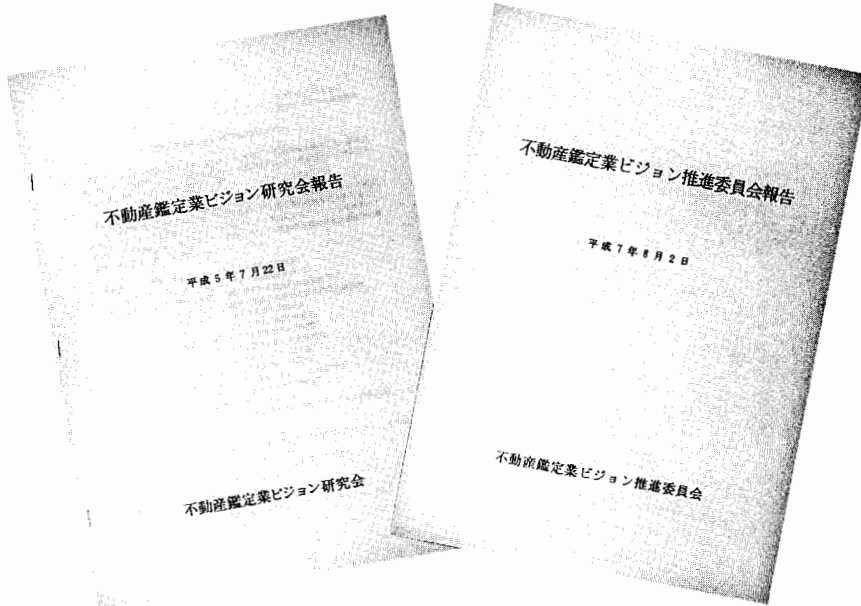 不動産鑑定業ビジョン研究会報告
平成5年7月22日
不動産鑑定業ビジョン研究会
不動産鑑定業ビジョン推進委員会報告
平成7年8月2日
不動産鑑定業ビジョン推進委員会